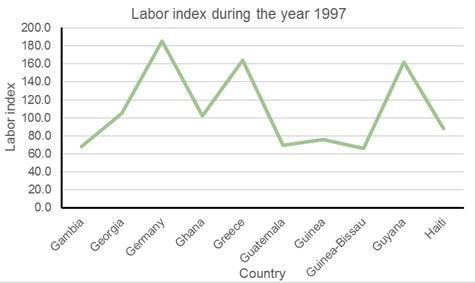 Labor index during the year 1997
Labor index
200.0
180.0
160.0
140.0
120.0
100.0
80.0
60.0
40.0
20.0
0.0
Gambia
Georgia
Germany
Ghana
Greece
Guatemala
Guinea
Guinea-Bissau
Guyana
Haiti
Country